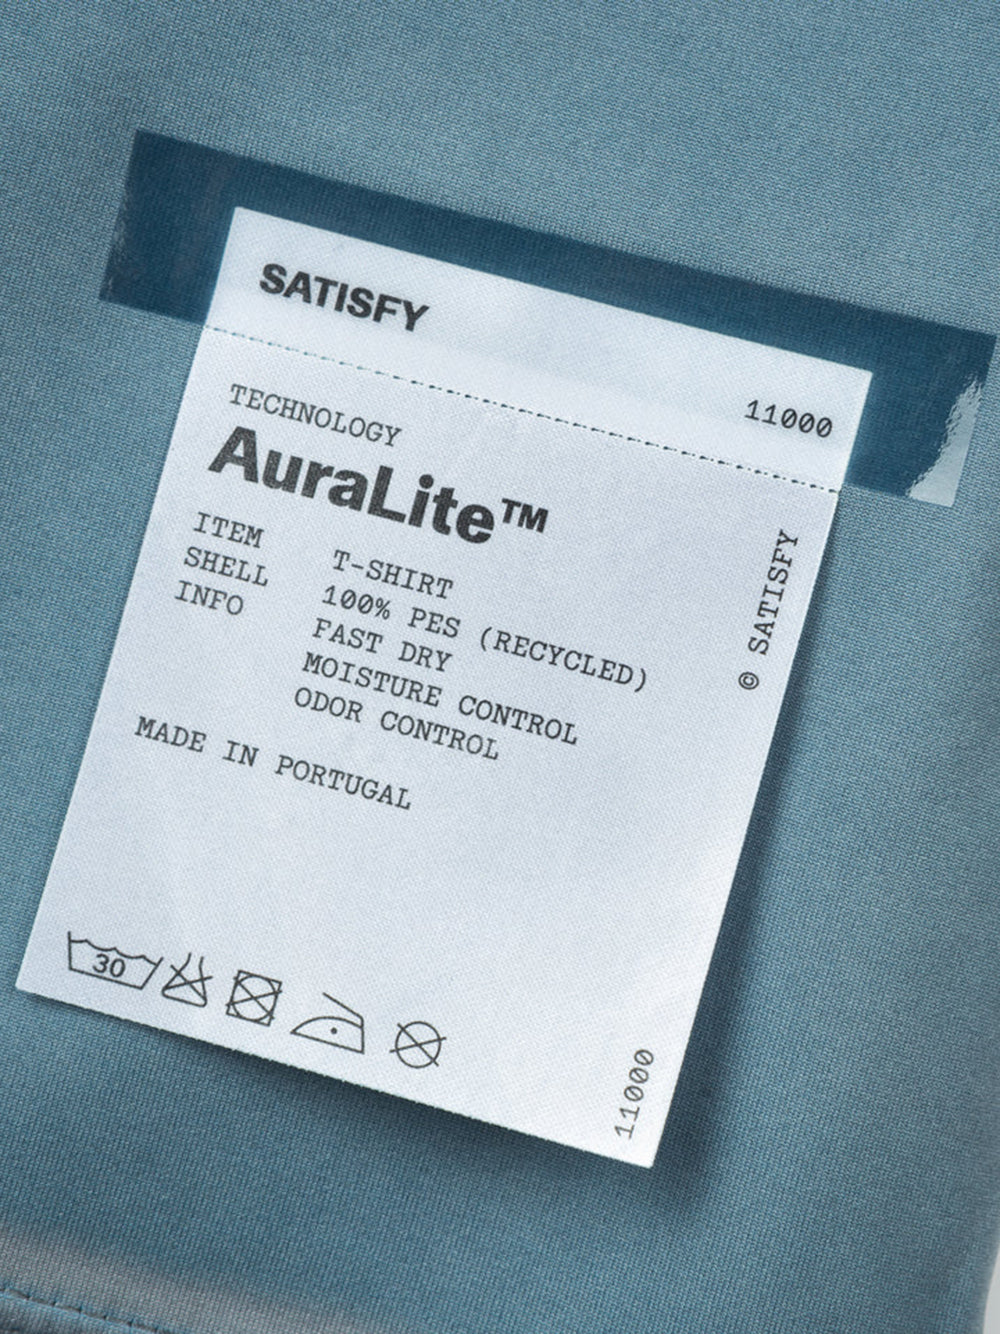 SATISFY
11000
TECHNOLOGY
AuraLite™
ITEM T-SHIRT
SHELL 100% PES (RECYCLED)
INFO FAST DRY
MOISTURE CONTROL
ODOR CONTROL
MADE IN PORTUGAL
© SATISFY
30
11000